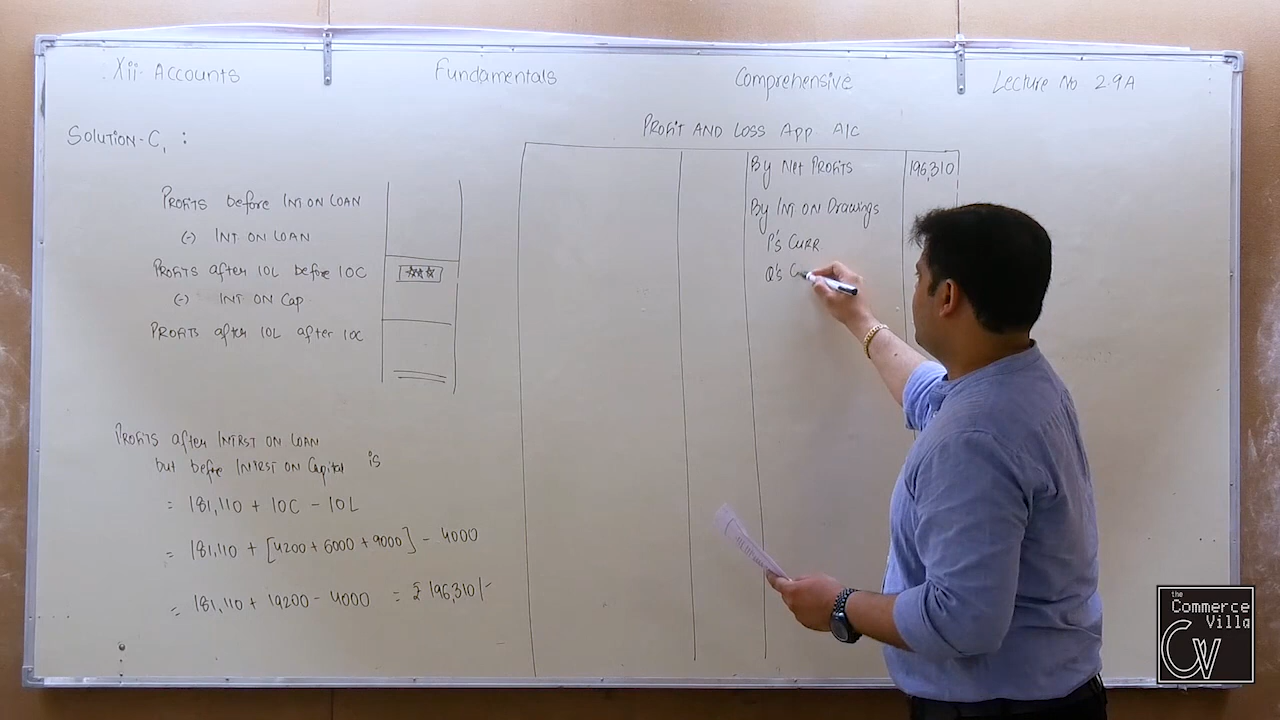 Xii- Accounts
Fundamentals
Comprehensive
Lecture No 2.9A
Solution-C, :
Profits before Int on Loan
(-) Int. on Loan
Profits after IOL before IOC
(-) Int on Cap
Profits after IOL after IOC
Profits after Intrst on Loan
but before Intrst on Capital is
= 181,110 + IOC - IOL
= 181,110 + [4200 + 6000 + 9000] - 4000
= 181,110 + 19200 - 4000 = ₹ 196,310/-
Profit and Loss App A/C
By Net Profits 196,310
By Int on Drawings
P's Curr
Q's C
the
Commerce
Villa
CV